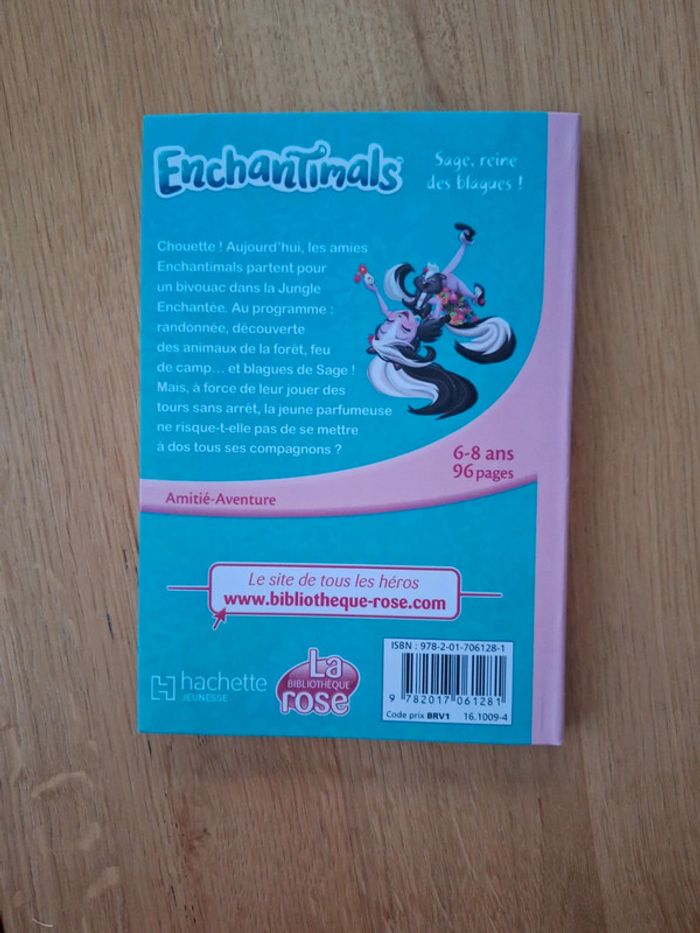 Enchantimals
Sage, reine
des blagues !
Chouette ! Aujourd'hui, les amies
Enchantimals partent pour
un bivouac dans la Jungle
Enchantée. Au programme :
randonnée, découverte
des animaux de la forêt, feu
de camp... et blagues de Sage !
Mais, à force de leur jouer des
tours sans arrêt, la jeune parfumeuse
ne risque-t-elle pas de se mettre
à dos tous ses compagnons ?
6-8 ans
96 pages
Amitié-Aventure
Le site de tous les héros
www.bibliotheque-rose.com
hachette
JEUNESSE
La
BIBLIOTHÈQUE
rose
ISBN : 978-2-01-706128-1
9 782017 061281
Code prix BRV1 16.1009-4